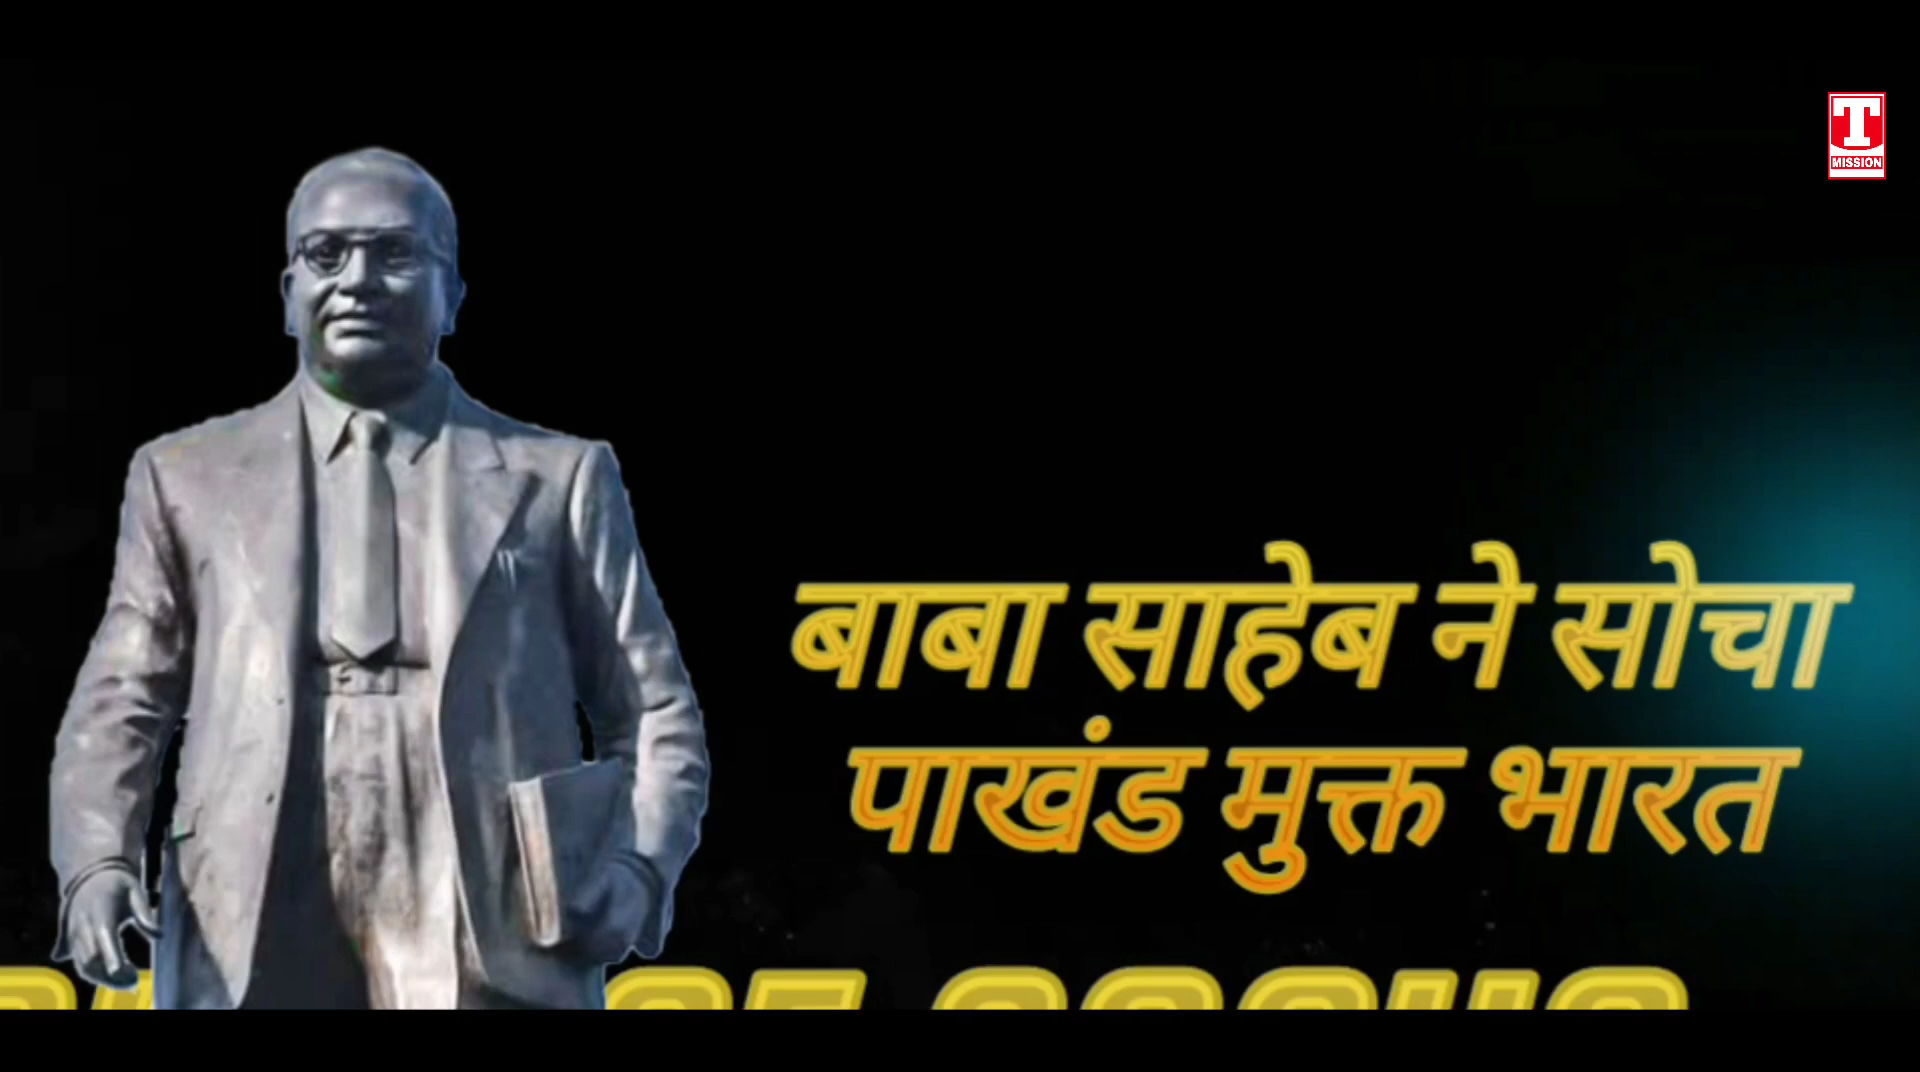 T
MISSION
बाबा साहेब ने सोचा
पाखंड मुक्त भारत